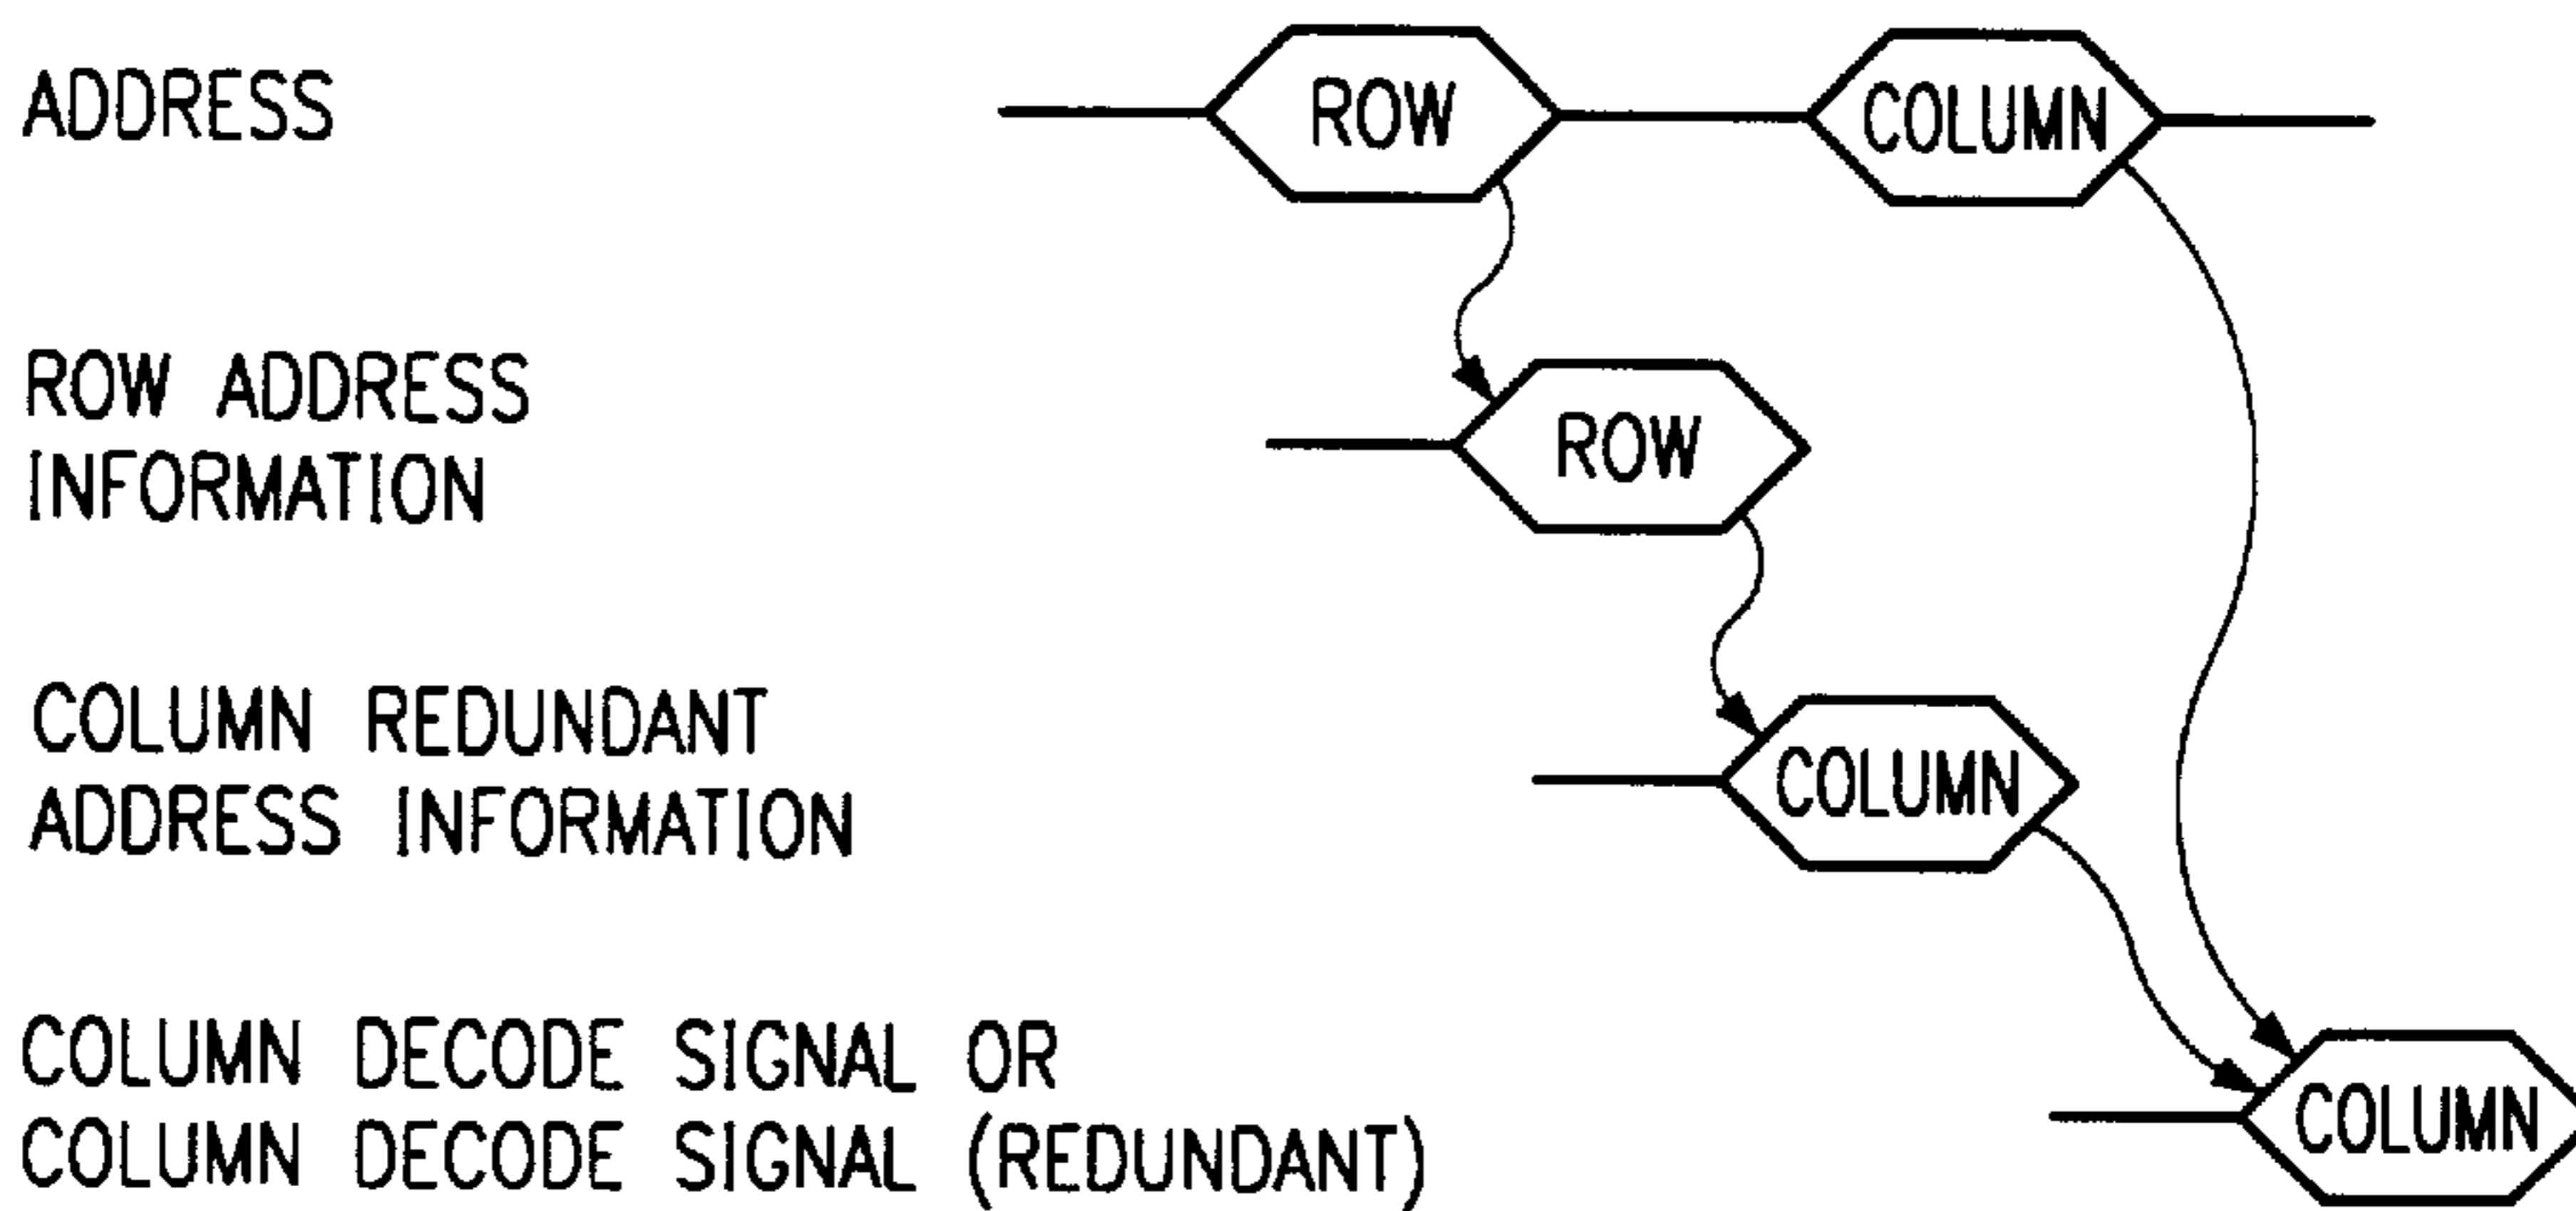 ADDRESS
ROW
COLUMN
ROW ADDRESS
INFORMATION
ROW
COLUMN REDUNDANT
ADDRESS INFORMATION
COLUMN
COLUMN DECODE SIGNAL OR
COLUMN DECODE SIGNAL (REDUNDANT)
COLUMN